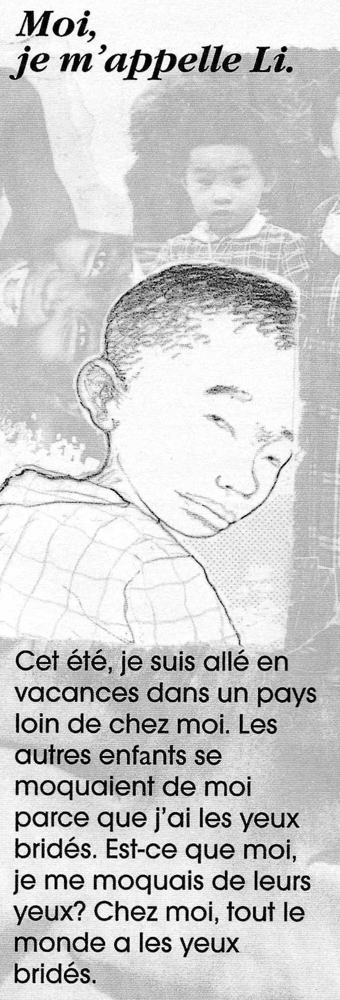 Moi,
je m'appelle Li.
Cet été, je suis allé en
vacances dans un pays
loin de chez moi. Les
autres enfants se
moquaient de moi
parce que j'ai les yeux
bridés. Est-ce que moi,
je me moquais de leurs
yeux? Chez moi, tout le
monde a les yeux
bridés.